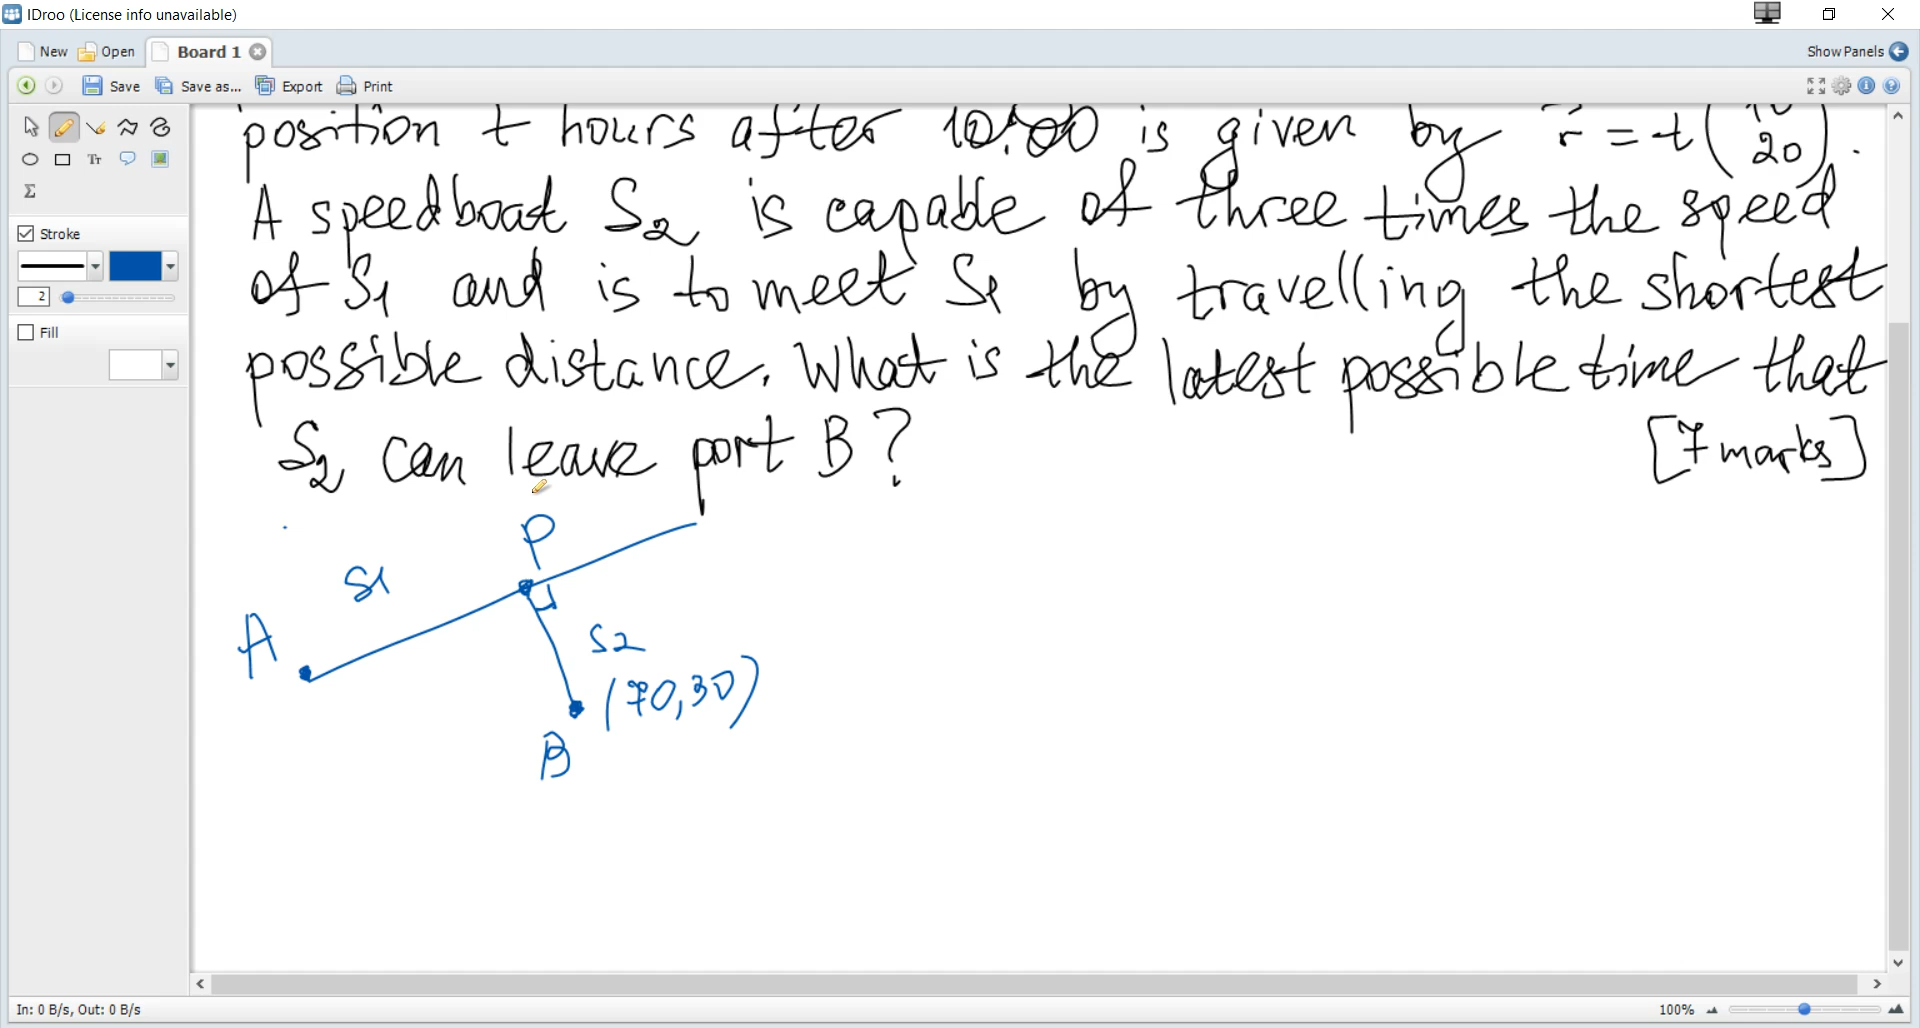 IDroo (License info unavailable)
New Open Board 1 Show Panels
Save Save as... Export Print
Stroke
2
Fill
position t hours after 10:00 is given by r = t ( 20 ) .
A speedboat S2 is capable of three times the speed
of S1 and is to meet S1 by travelling the shortest
possible distance. What is the latest possible time that
S2 can leave port B? [7 marks]
P
S1
A
S2
(70,30)
B
In: 0 B/s, Out: 0 B/s 100%